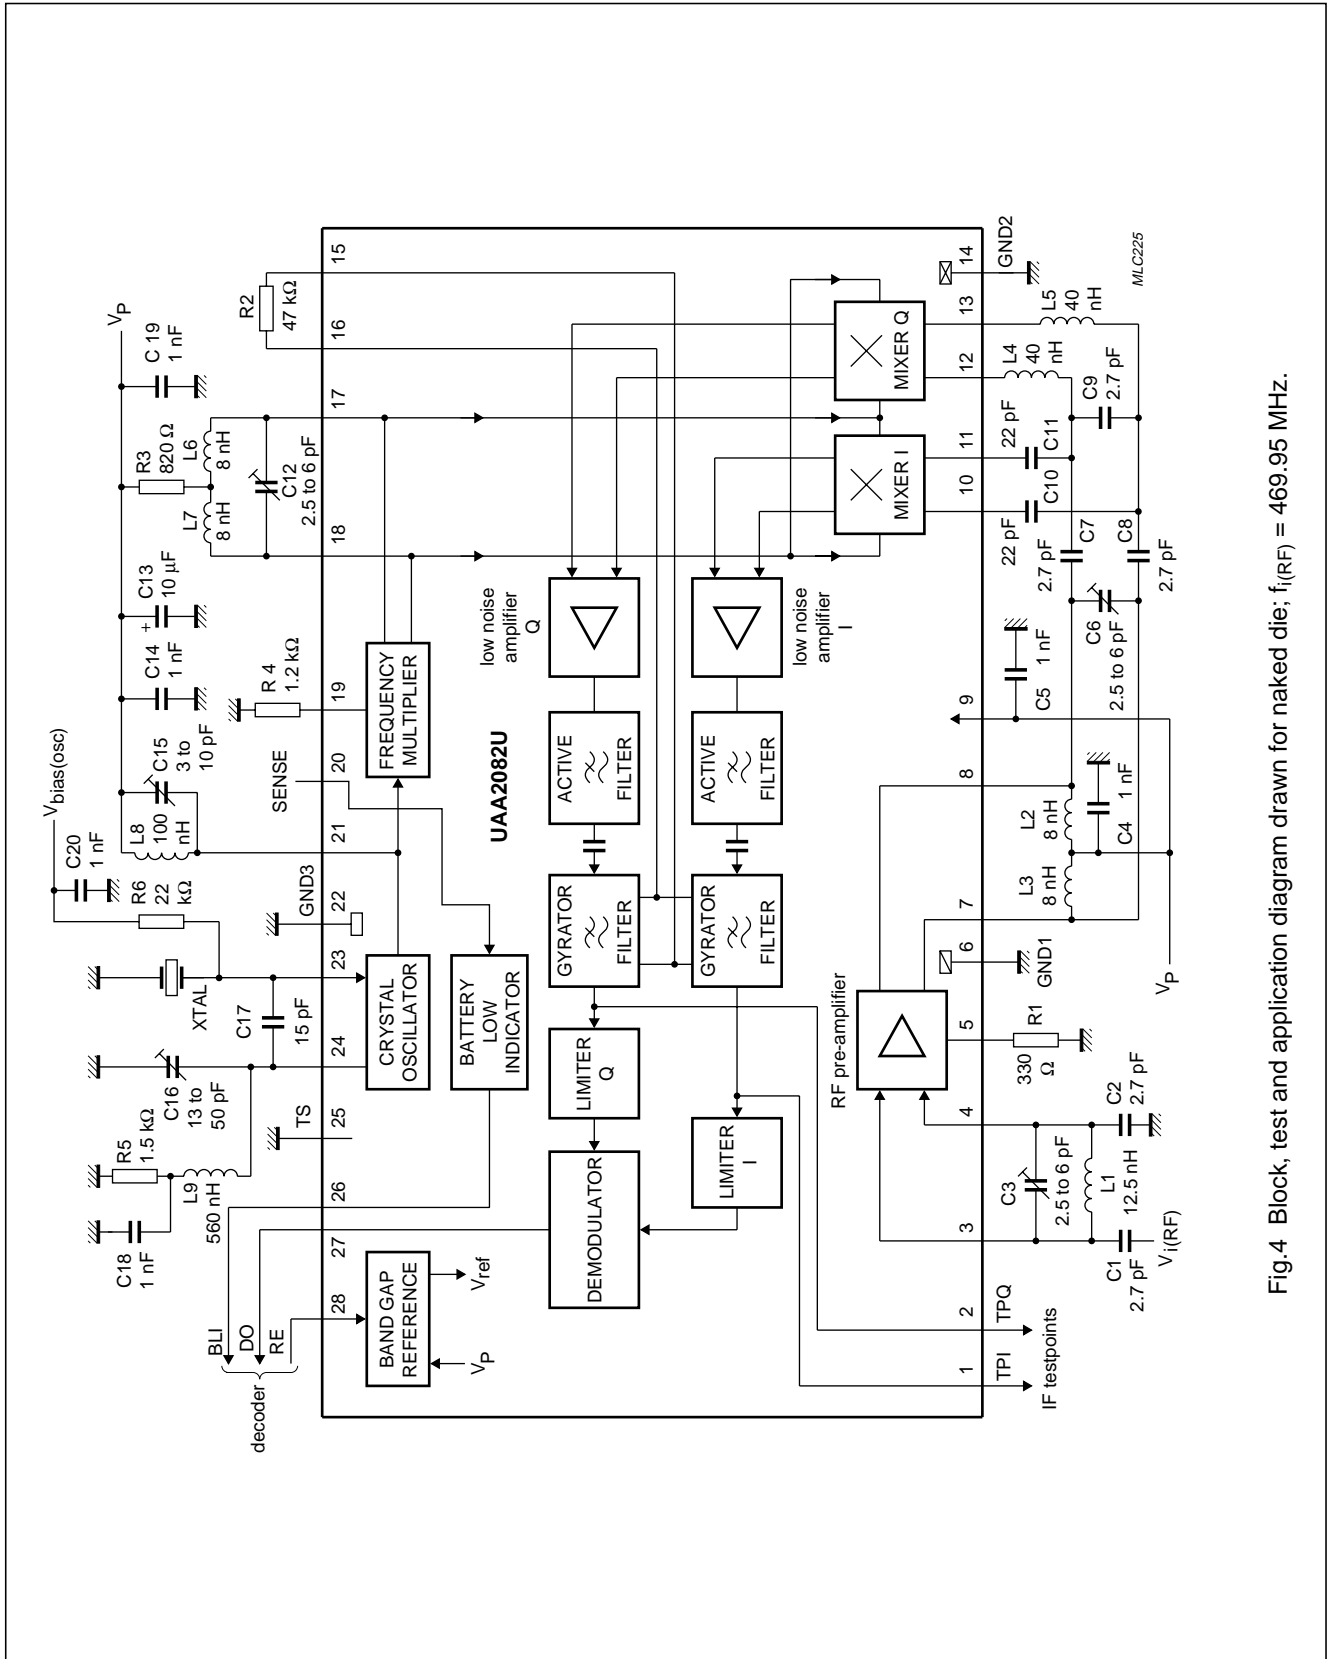 V_P
C 19
1 nF
R3
820 Ω
L6
8 nH
L7
8 nH
C12
2.5 to 6 pF
C13
10 μF
+
C14
1 nF
C15
3 to
10 pF
L8
100
nH
V_bias(osc)
C20
1 nF
R6
22
kΩ
XTAL
C17
15 pF
C16
13 to
50 pF
R5
1.5 kΩ
L9
560 nH
C18
1 nF
R 4
1.2 kΩ
R2
47 kΩ
SENSE
GND3
TS
BLI
DO
RE
decoder
28
27
26
25
24
23
22
21
20
19
18
17
16
15
BAND GAP
REFERENCE
V_P
V_ref
CRYSTAL
OSCILLATOR
BATTERY
LOW
INDICATOR
FREQUENCY
MULTIPLIER
UAA2082U
DEMODULATOR
LIMITER
Q
GYRATOR
FILTER
ACTIVE
FILTER
low noise
amplifier
Q
LIMITER
I
GYRATOR
FILTER
ACTIVE
FILTER
low noise
amplifier
I
RF pre-amplifier
MIXER I
MIXER Q
1
2
3
4
5
6
7
8
9
10
11
12
13
14
TPI
TPQ
IF testpoints
C1
2.7 pF
V_i(RF)
C3
2.5 to 6 pF
L1
12.5 nH
C2
2.7 pF
330
Ω
R1
GND1
V_P
L3
8 nH
L2
8 nH
C4
1 nF
C5
1 nF
C6
2.5 to 6 pF
2.7 pF
C7
C8
2.7 pF
22 pF
C10
22 pF
C11
C9
2.7 pF
L4
40
nH
L5
40
nH
GND2
MLC225
Fig.4 Block, test and application diagram drawn for naked die; f_i(RF) = 469.95 MHz.